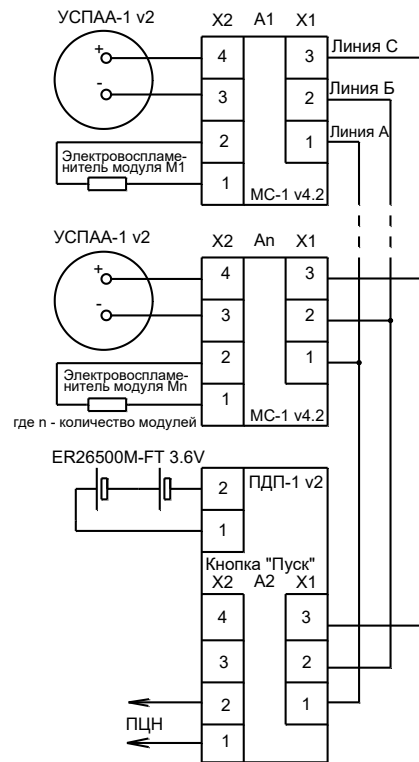 УСПАА-1 v2
X2 A1 X1
+
-
4
3
2
1
3
2
1
Линия С
Линия Б
Линия А
Электровоспламе-
нитель модуля М1
МС-1 v4.2
УСПАА-1 v2
X2 An X1
+
-
4
3
2
1
3
2
1
Электровоспламе-
нитель модуля Mn
где n - количество модулей
МС-1 v4.2
ER26500M-FT 3.6V
2
1
ПДП-1 v2
Кнопка "Пуск"
X2 A2 X1
4
3
2
1
3
2
1
ПЦН